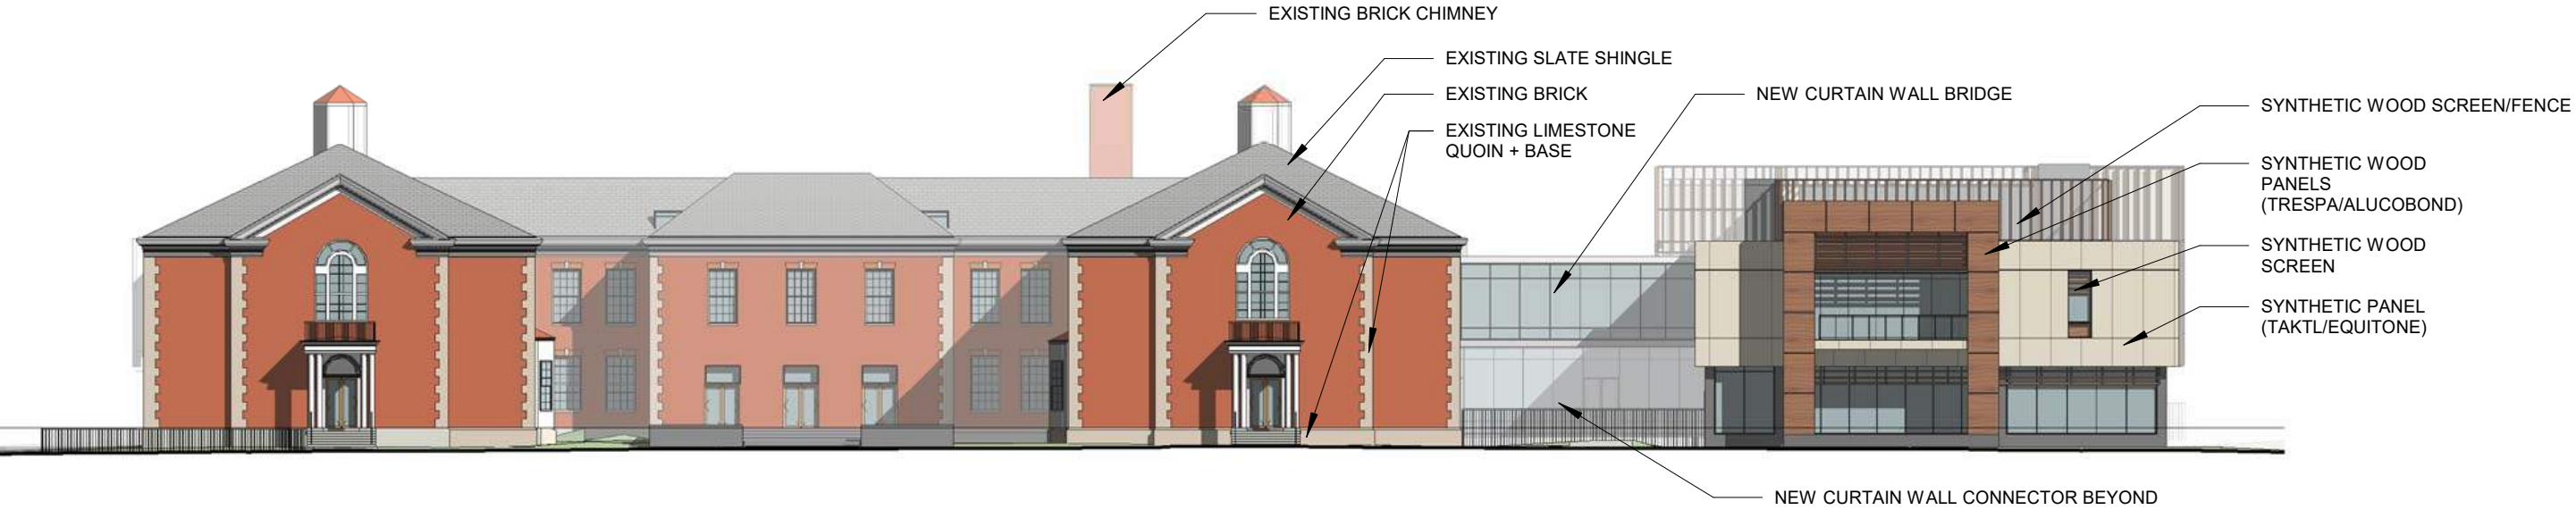 EXISTING BRICK CHIMNEY
EXISTING SLATE SHINGLE
EXISTING BRICK
EXISTING LIMESTONE
QUOIN + BASE
NEW CURTAIN WALL BRIDGE
SYNTHETIC WOOD SCREEN/FENCE
SYNTHETIC WOOD
PANELS
(TRESPA/ALUCOBOND)
SYNTHETIC WOOD
SCREEN
SYNTHETIC PANEL
(TAKTL/EQUITONE)
NEW CURTAIN WALL CONNECTOR BEYOND